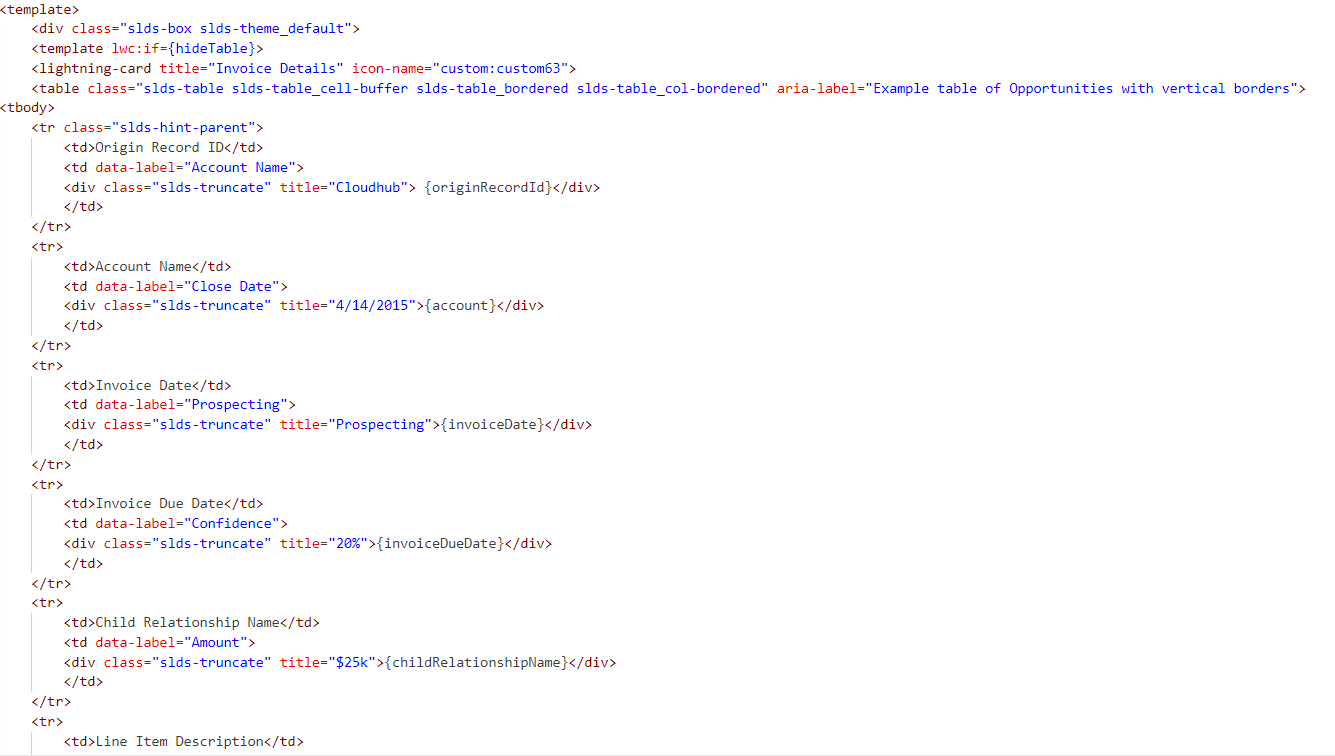 <template>
<div class="slds-box slds-theme_default">
<template lwc:if={hideTable}>
<lightning-card title="Invoice Details" icon-name="custom:custom63">
<table class="slds-table slds-table_cell-buffer slds-table_bordered slds-table_col-bordered" aria-label="Example table of Opportunities with vertical borders">
<tbody>
<tr class="slds-hint-parent">
<td>Origin Record ID</td>
<td data-label="Account Name">
<div class="slds-truncate" title="Cloudhub"> {originRecordId}</div>
</td>
</tr>
<tr>
<td>Account Name</td>
<td data-label="Close Date">
<div class="slds-truncate" title="4/14/2015">{account}</div>
</td>
</tr>
<tr>
<td>Invoice Date</td>
<td data-label="Prospecting">
<div class="slds-truncate" title="Prospecting">{invoiceDate}</div>
</td>
</tr>
<tr>
<td>Invoice Due Date</td>
<td data-label="Confidence">
<div class="slds-truncate" title="20%">{invoiceDueDate}</div>
</td>
</tr>
<tr>
<td>Child Relationship Name</td>
<td data-label="Amount">
<div class="slds-truncate" title="$25k">{childRelationshipName}</div>
</td>
</tr>
<tr>
<td>Line Item Description</td>